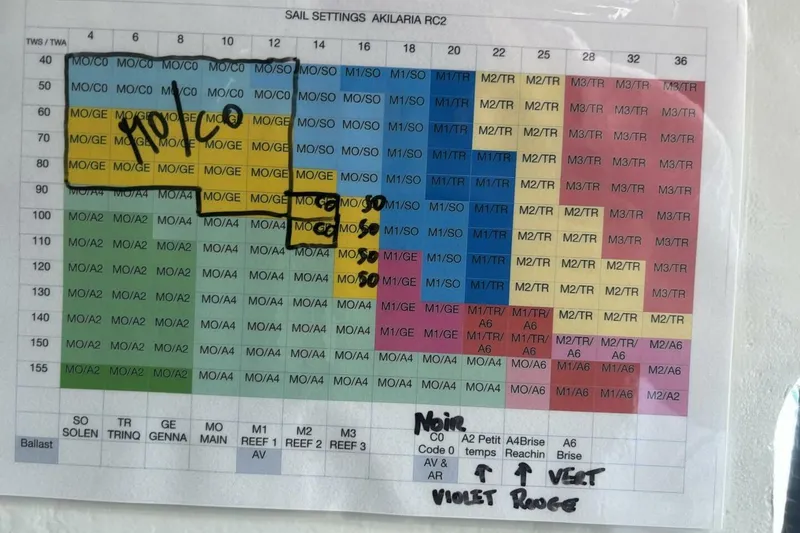 SAIL SETTINGS AKILARIA RC2
TWS / TWA 4 6 8 10 12 14 16 18 20 22 25 28 32 36
40 MO/C0 MO/C0 MO/C0 MO/C0 MO/SO MO/SO M1/SO M1/SO M1/TR M2/TR M2/TR M3/TR M3/TR M3/TR
50 MO/C0 MO/C0 MO/C0 MO/C0 MO/C0 MO/SO MO/SO MO/SO M1/TR M2/TR M2/TR M3/TR M3/TR M3/TR
60 MO/GE MO/GE MO/GE MO/GE MO/GE MO/SO MO/SO MO/SO M1/TR M2/TR M2/TR M3/TR M3/TR M3/TR
MO/C0
70 MO/GE MO/GE MO/GE MO/GE MO/GE MO/SO MO/SO MO/SO M1/TR M1/TR M2/TR M3/TR M3/TR M3/TR
80 MO/GE MO/GE MO/GE MO/GE MO/GE MO/GE MO/SO MO/SO M1/TR M1/TR M2/TR M3/TR M3/TR M3/TR
90 MO/A4 MO/A4 MO/A4 MO/GE MO/GE C0 SO M1/SO M1/SO M1/TR M2/TR M2/TR M3/TR M3/TR
100 MO/A2 MO/A2 MO/A4 MO/A4 MO/A4 C0 SO M1/SO M1/SO M1/TR M2/TR M2/TR M3/TR M3/TR
110 MO/A2 MO/A2 MO/A2 MO/A4 MO/A4 MO/A4 SO M1/GE M1/SO M1/TR M2/TR M2/TR M2/TR M3/TR
120 MO/A2 MO/A2 MO/A2 MO/A4 MO/A4 MO/A4 SO M1/GE M1/SO M1/TR M2/TR M2/TR M2/TR M3/TR
130 MO/A2 MO/A2 MO/A2 MO/A4 MO/A4 MO/A4 MO/A4 M1/GE M1/GE M1/TR/A6 M1/TR/A6 M2/TR M2/TR M2/TR
140 MO/A2 MO/A2 MO/A2 MO/A4 MO/A4 MO/A4 MO/A4 M1/GE M1/GE M1/TR/A6 M1/TR/A6 M2/TR/A6 M2/TR/A6 M2/A6
150 MO/A2 MO/A2 MO/A2 MO/A4 MO/A4 MO/A4 MO/A4 MO/A4 MO/A4 MO/A4 MO/A6 M1/A6 M1/A6 M2/A6
155 MO/A2 MO/A2 MO/A2 MO/A4 MO/A4 MO/A4 MO/A4 MO/A4 MO/A4 MO/A4 MO/A6 M1/A6 M1/A6 M2/A2
NOIR
SO TR GE MO M1 M2 M3 C0 A2 Petit A4Brise A6
SOLEN TRINQ GENNA MAIN REEF 1 REEF 2 REEF 3 Code 0 temps Reachin Brise
Ballast AV AV & AR VERT
VIOLET ROUGE